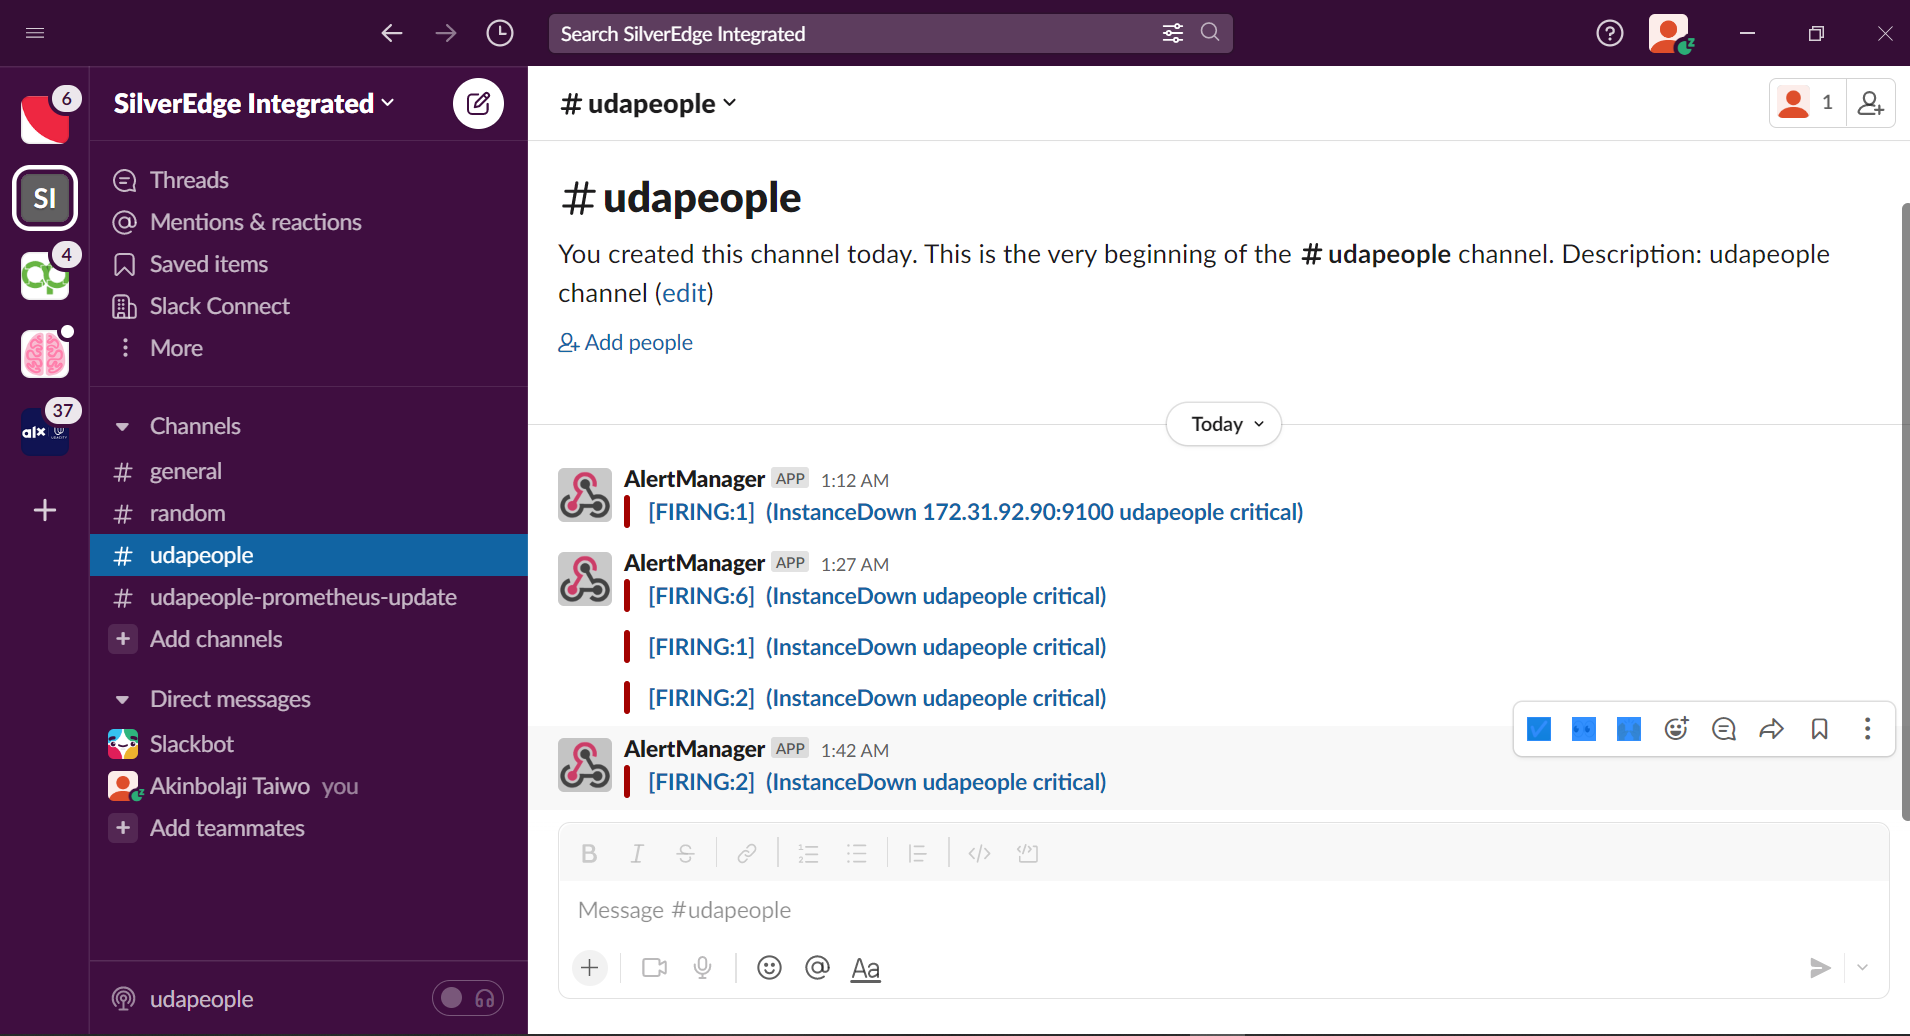 Search SilverEdge Integrated
6
SilverEdge Integrated
# udapeople
1
SI
4
37
alx
Threads
Mentions & reactions
Saved items
Slack Connect
More
Channels
# general
# random
# udapeople
# udapeople-prometheus-update
+ Add channels
Direct messages
Slackbot
Akinbolaji Taiwo you
+ Add teammates
udapeople
# udapeople
You created this channel today. This is the very beginning of the # udapeople channel. Description: udapeople
channel (edit)
Add people
Today
AlertManager APP 1:12 AM
[FIRING:1] (InstanceDown 172.31.92.90:9100 udapeople critical)
AlertManager APP 1:27 AM
[FIRING:6] (InstanceDown udapeople critical)
[FIRING:1] (InstanceDown udapeople critical)
[FIRING:2] (InstanceDown udapeople critical)
AlertManager APP 1:42 AM
[FIRING:2] (InstanceDown udapeople critical)
B I S
Message #udapeople
@ Aa